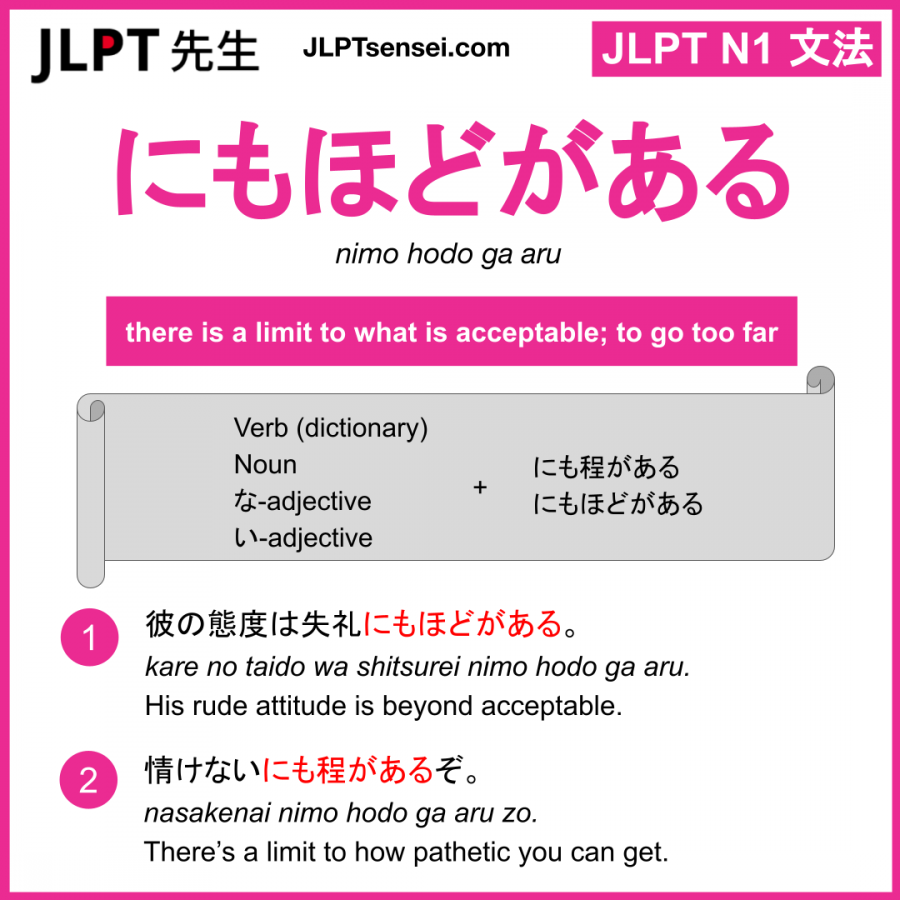 JLPT 先生
JLPTsensei.com
JLPT N1 文法
にもほどがある
nimo hodo ga aru
there is a limit to what is acceptable; to go too far
Verb (dictionary)
Noun
な-adjective
い-adjective
+
にも程がある
にもほどがある
1
彼の態度は失礼にもほどがある。
kare no taido wa shitsurei nimo hodo ga aru.
His rude attitude is beyond acceptable.
2
情けないにも程があるぞ。
nasakenai nimo hodo ga aru zo.
There's a limit to how pathetic you can get.